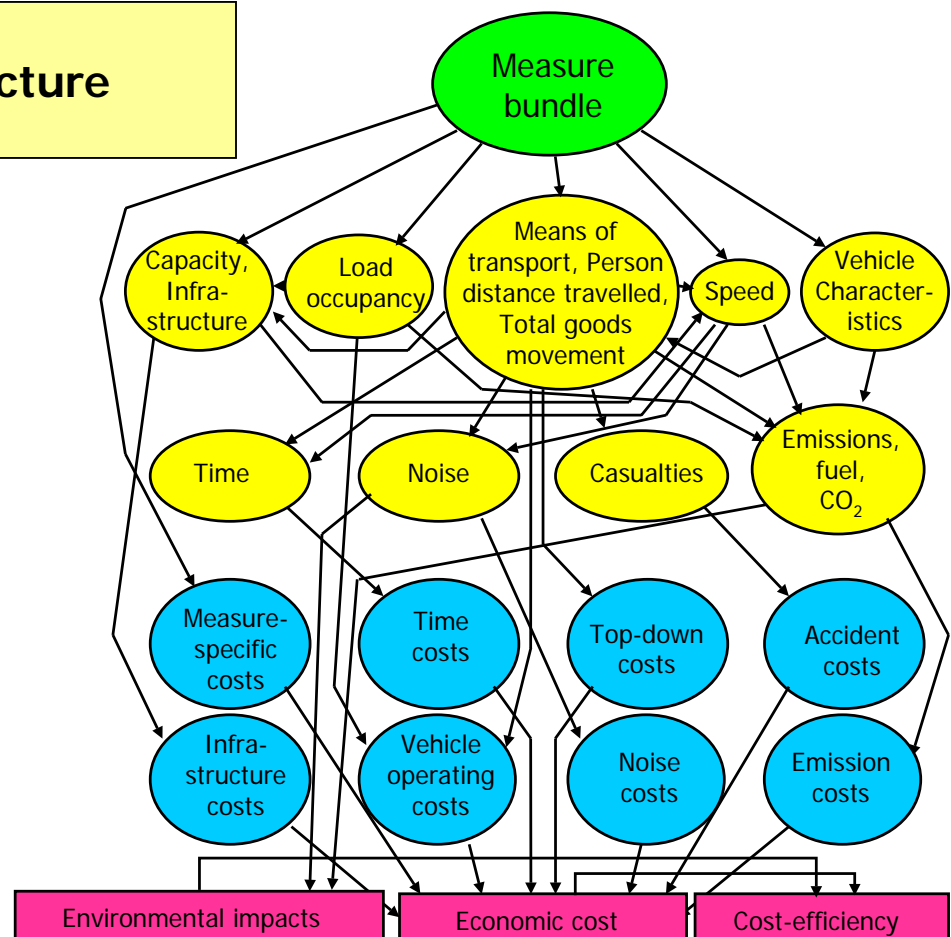 cture
Measure
bundle
Capacity,
Infra-
structure
Load
occupancy
Means of
transport, Person
distance travelled,
Total goods
movement
Speed
Vehicle
Character-
istics
Time
Noise
Casualties
Emissions,
fuel,
CO₂
Measure-
specific
costs
Time
costs
Top-down
costs
Accident
costs
Infra-
structure
costs
Vehicle
operating
costs
Noise
costs
Emission
costs
Environmental impacts
Economic cost
Cost-efficiency